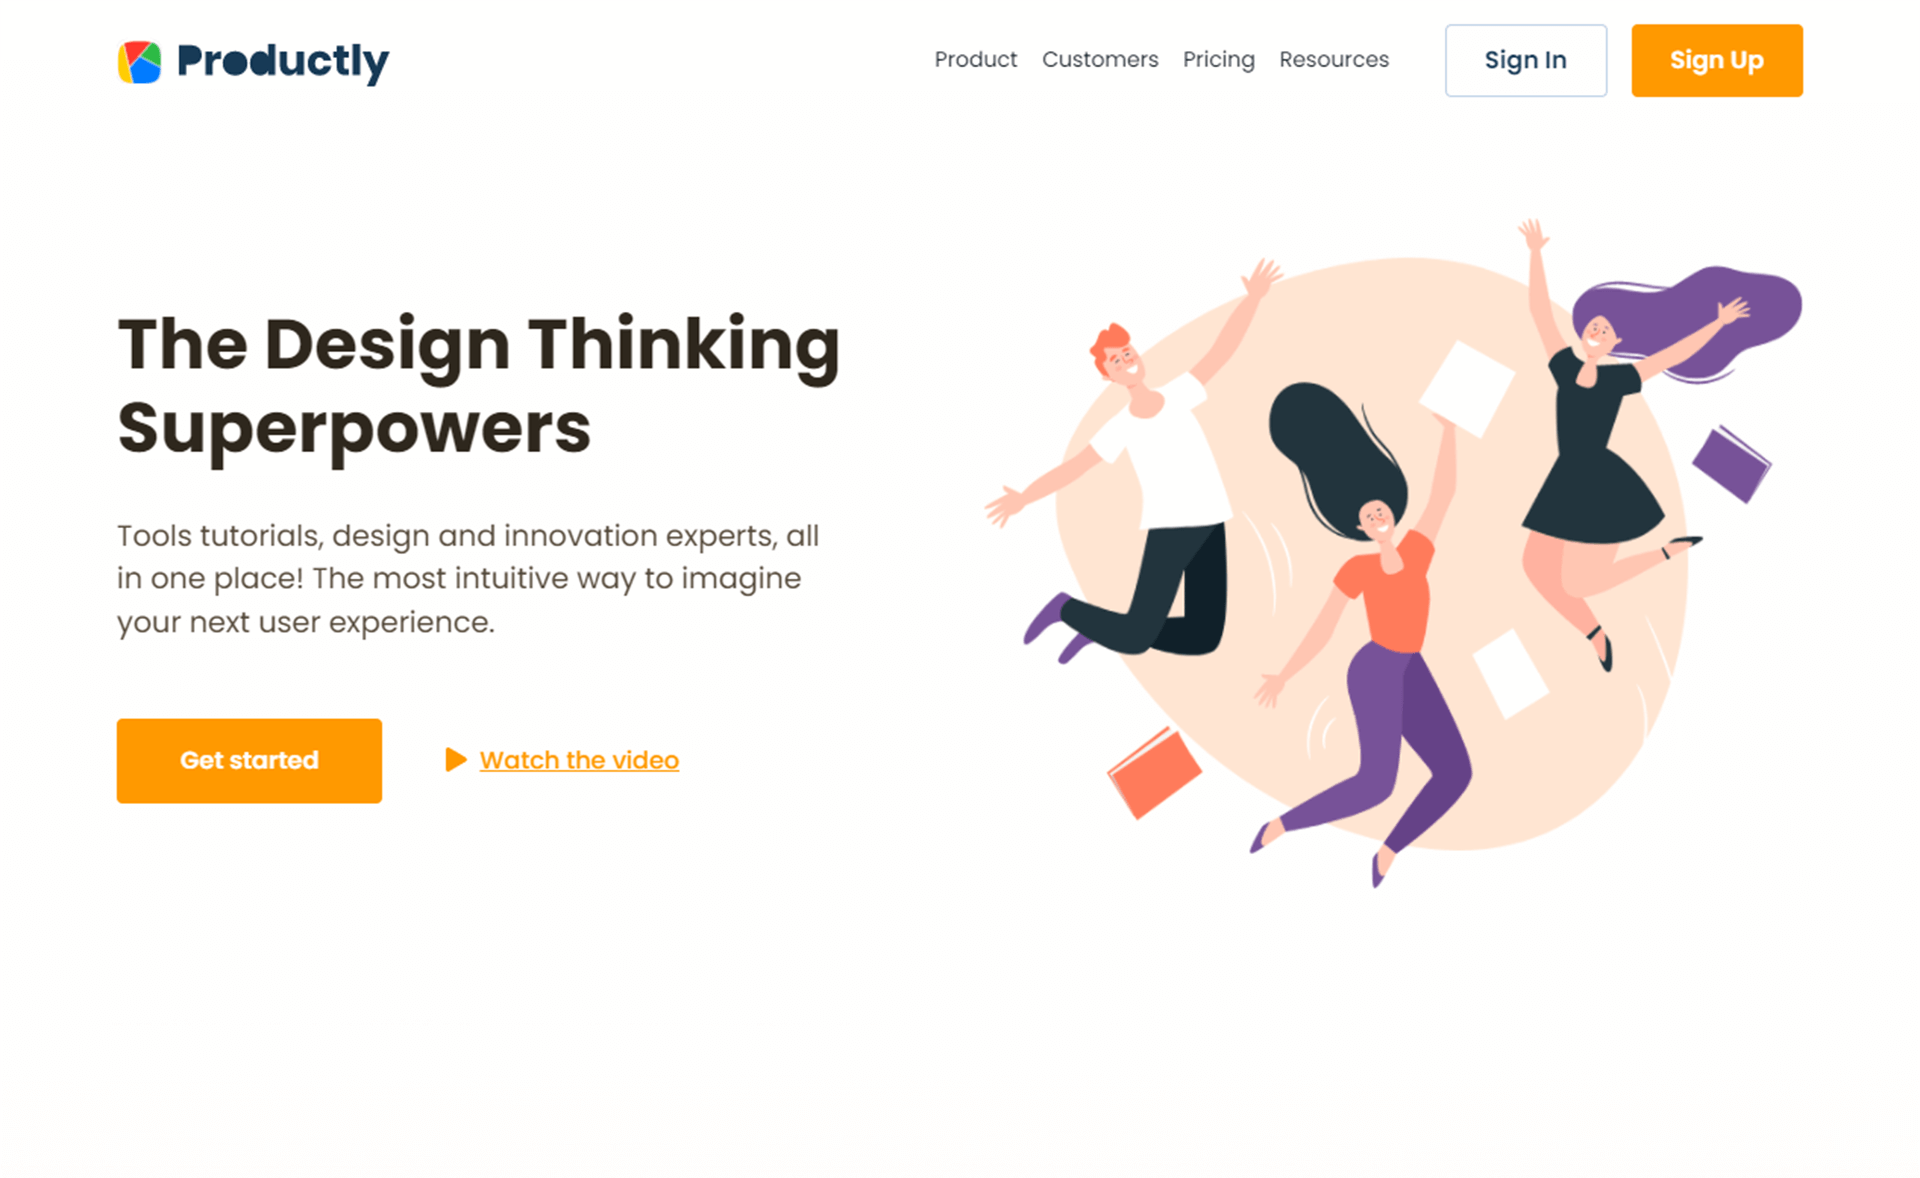 Productly
Product Customers Pricing Resources Sign In Sign Up
The Design Thinking
Superpowers
Tools tutorials, design and innovation experts, all
in one place! The most intuitive way to imagine
your next user experience.
Get started Watch the video